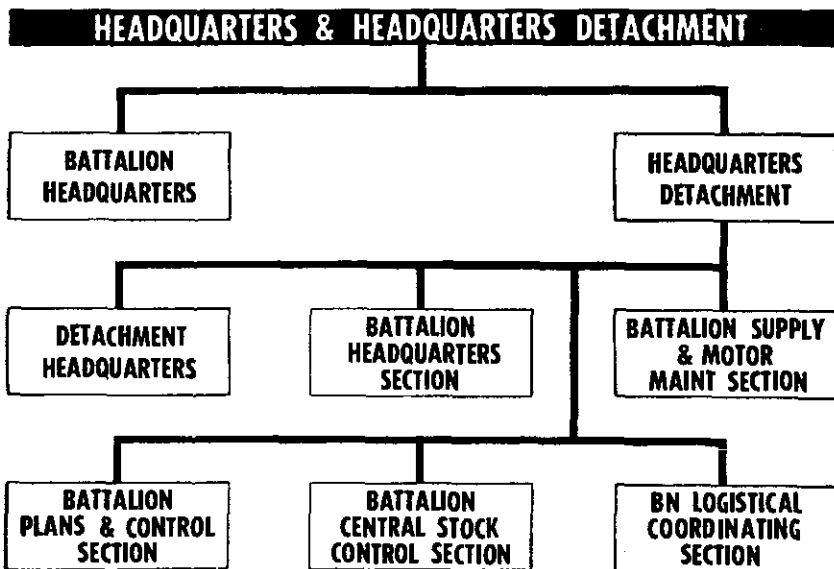 HEADQUARTERS & HEADQUARTERS DETACHMENT
BATTALION
HEADQUARTERS
HEADQUARTERS
DETACHMENT
DETACHMENT
HEADQUARTERS
BATTALION
HEADQUARTERS
SECTION
BATTALION SUPPLY
& MOTOR
MAINT SECTION
BATTALION
PLANS & CONTROL
SECTION
BATTALION
CENTRAL STOCK
CONTROL SECTION
BN LOGISTICAL
COORDINATING
SECTION